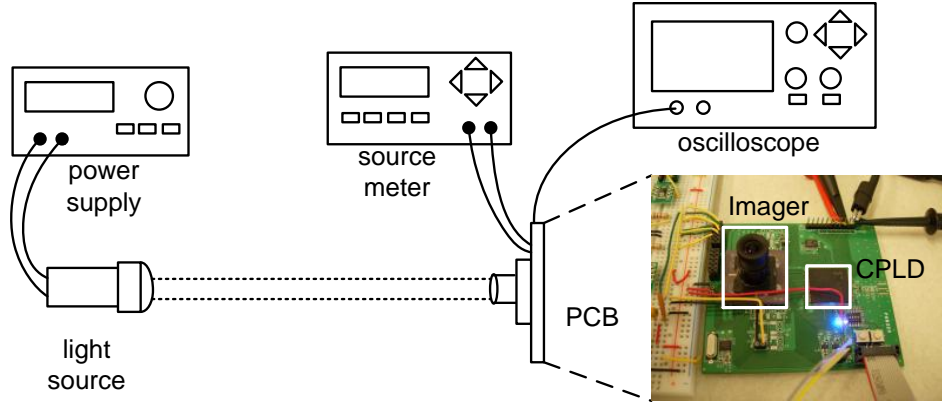 power
supply
source
meter
oscilloscope
Imager
CPLD
PCB
light
source